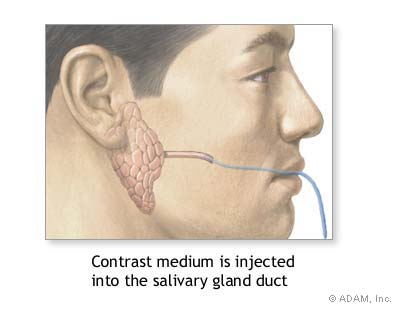 Contrast medium is injected
into the salivary gland duct
© ADAM, Inc.